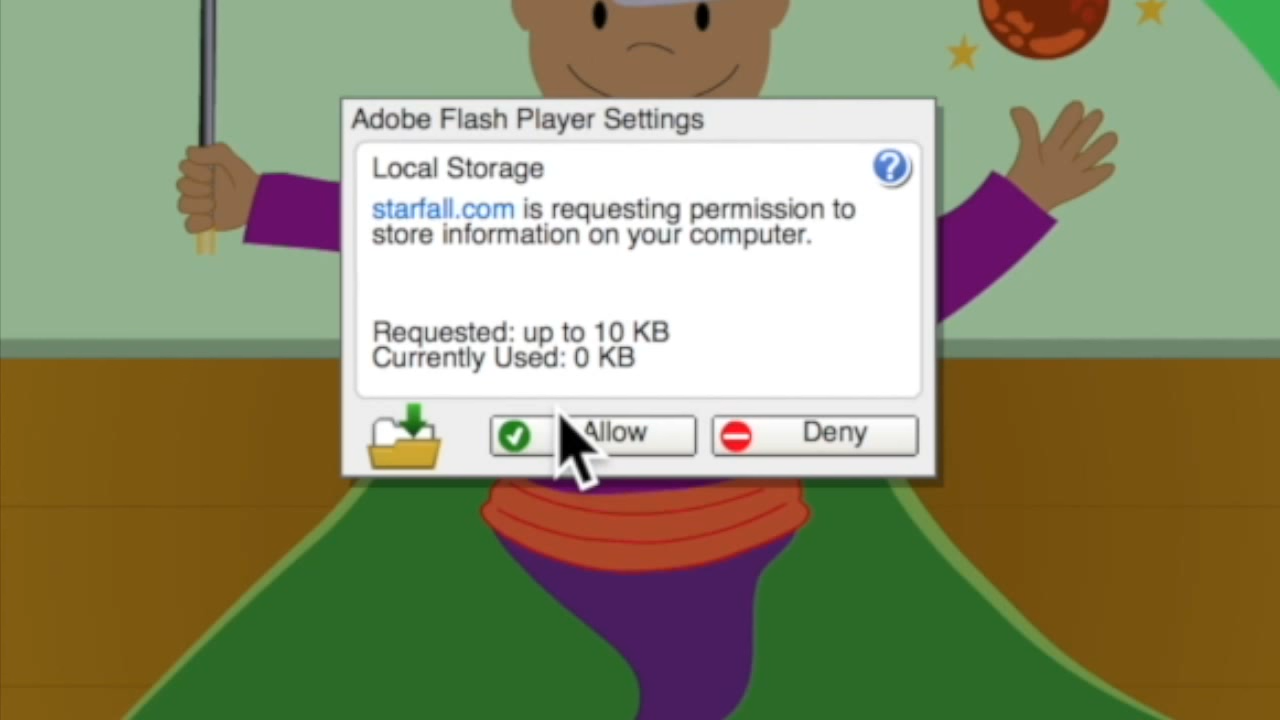 Adobe Flash Player Settings
Local Storage
starfall.com is requesting permission to
store information on your computer.
Requested: up to 10 KB
Currently Used: 0 KB
Allow
Deny